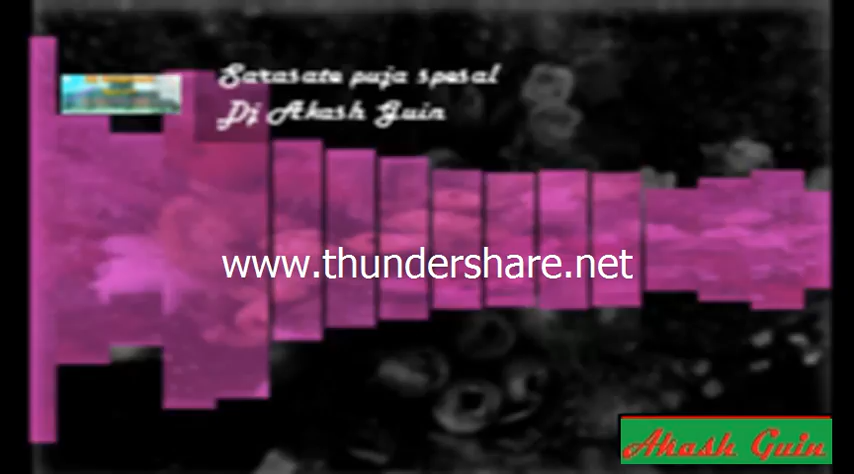 Sarasate puja spesal
Dj Akash Guin
www.thundershare.net
Akash Guin